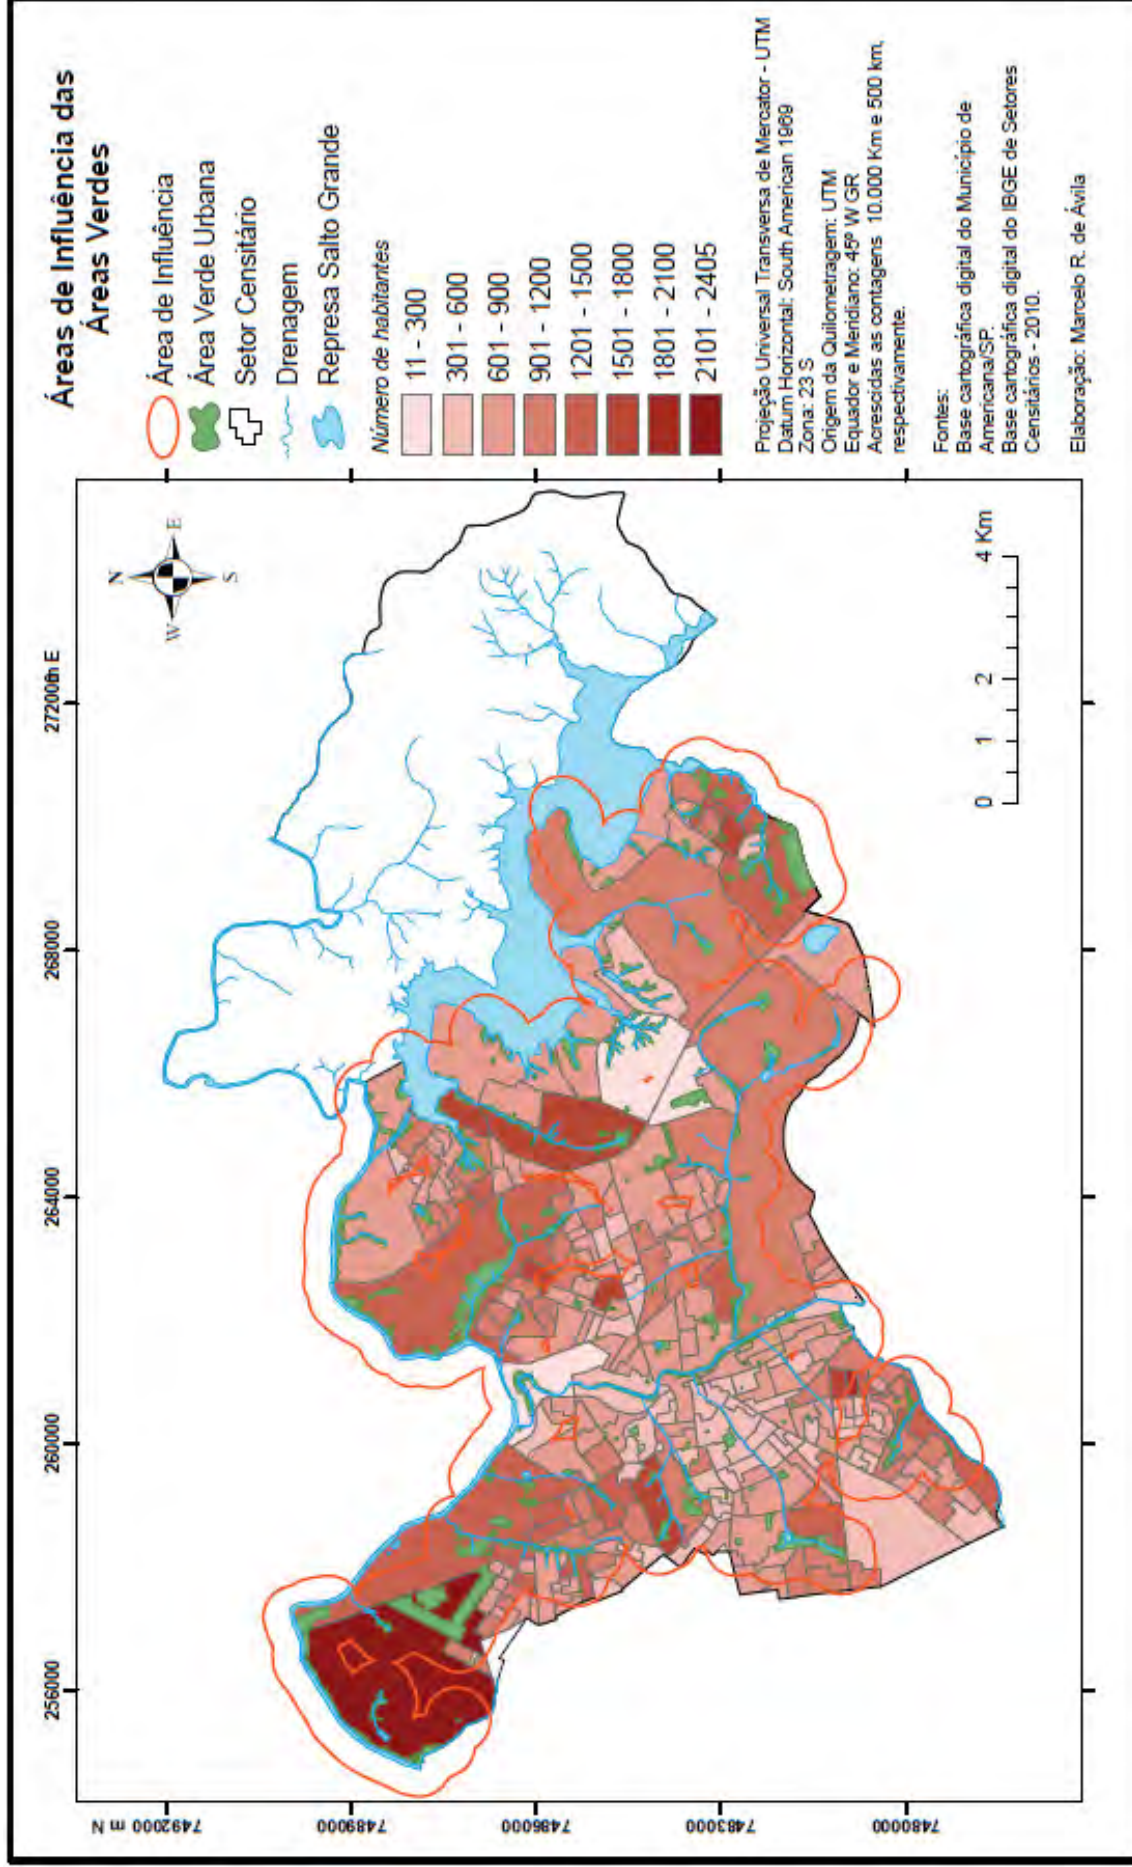 Áreas de Influência das
Áreas Verdes
Área de Influência
Área Verde Urbana
Setor Censitário
Drenagem
Represa Salto Grande
Número de habitantes
11 - 300
301 - 600
601 - 900
901 - 1200
1201 - 1500
1501 - 1800
1801 - 2100
2101 - 2405
Projeção Universal Transversa de Mercator - UTM
Datum Horizontal: South American 1969
Zona: 23 S
Origem da Quilometragem: UTM
Equador e Meridiano: 45º W GR
Acrescidas as contagens 10.000 Km e 500 km,
respectivamente.
Fontes:
Base cartográfica digital do Município de
Americana/SP.
Base cartográfica digital do IBGE de Setores
Censitários - 2010.
Elaboração: Marcelo R. de Ávila
256000
260000
264000
268000
272000m E
7492000 m N
7489000
7486000
7483000
7480000
N
W
E
S
0 1 2 4 Km